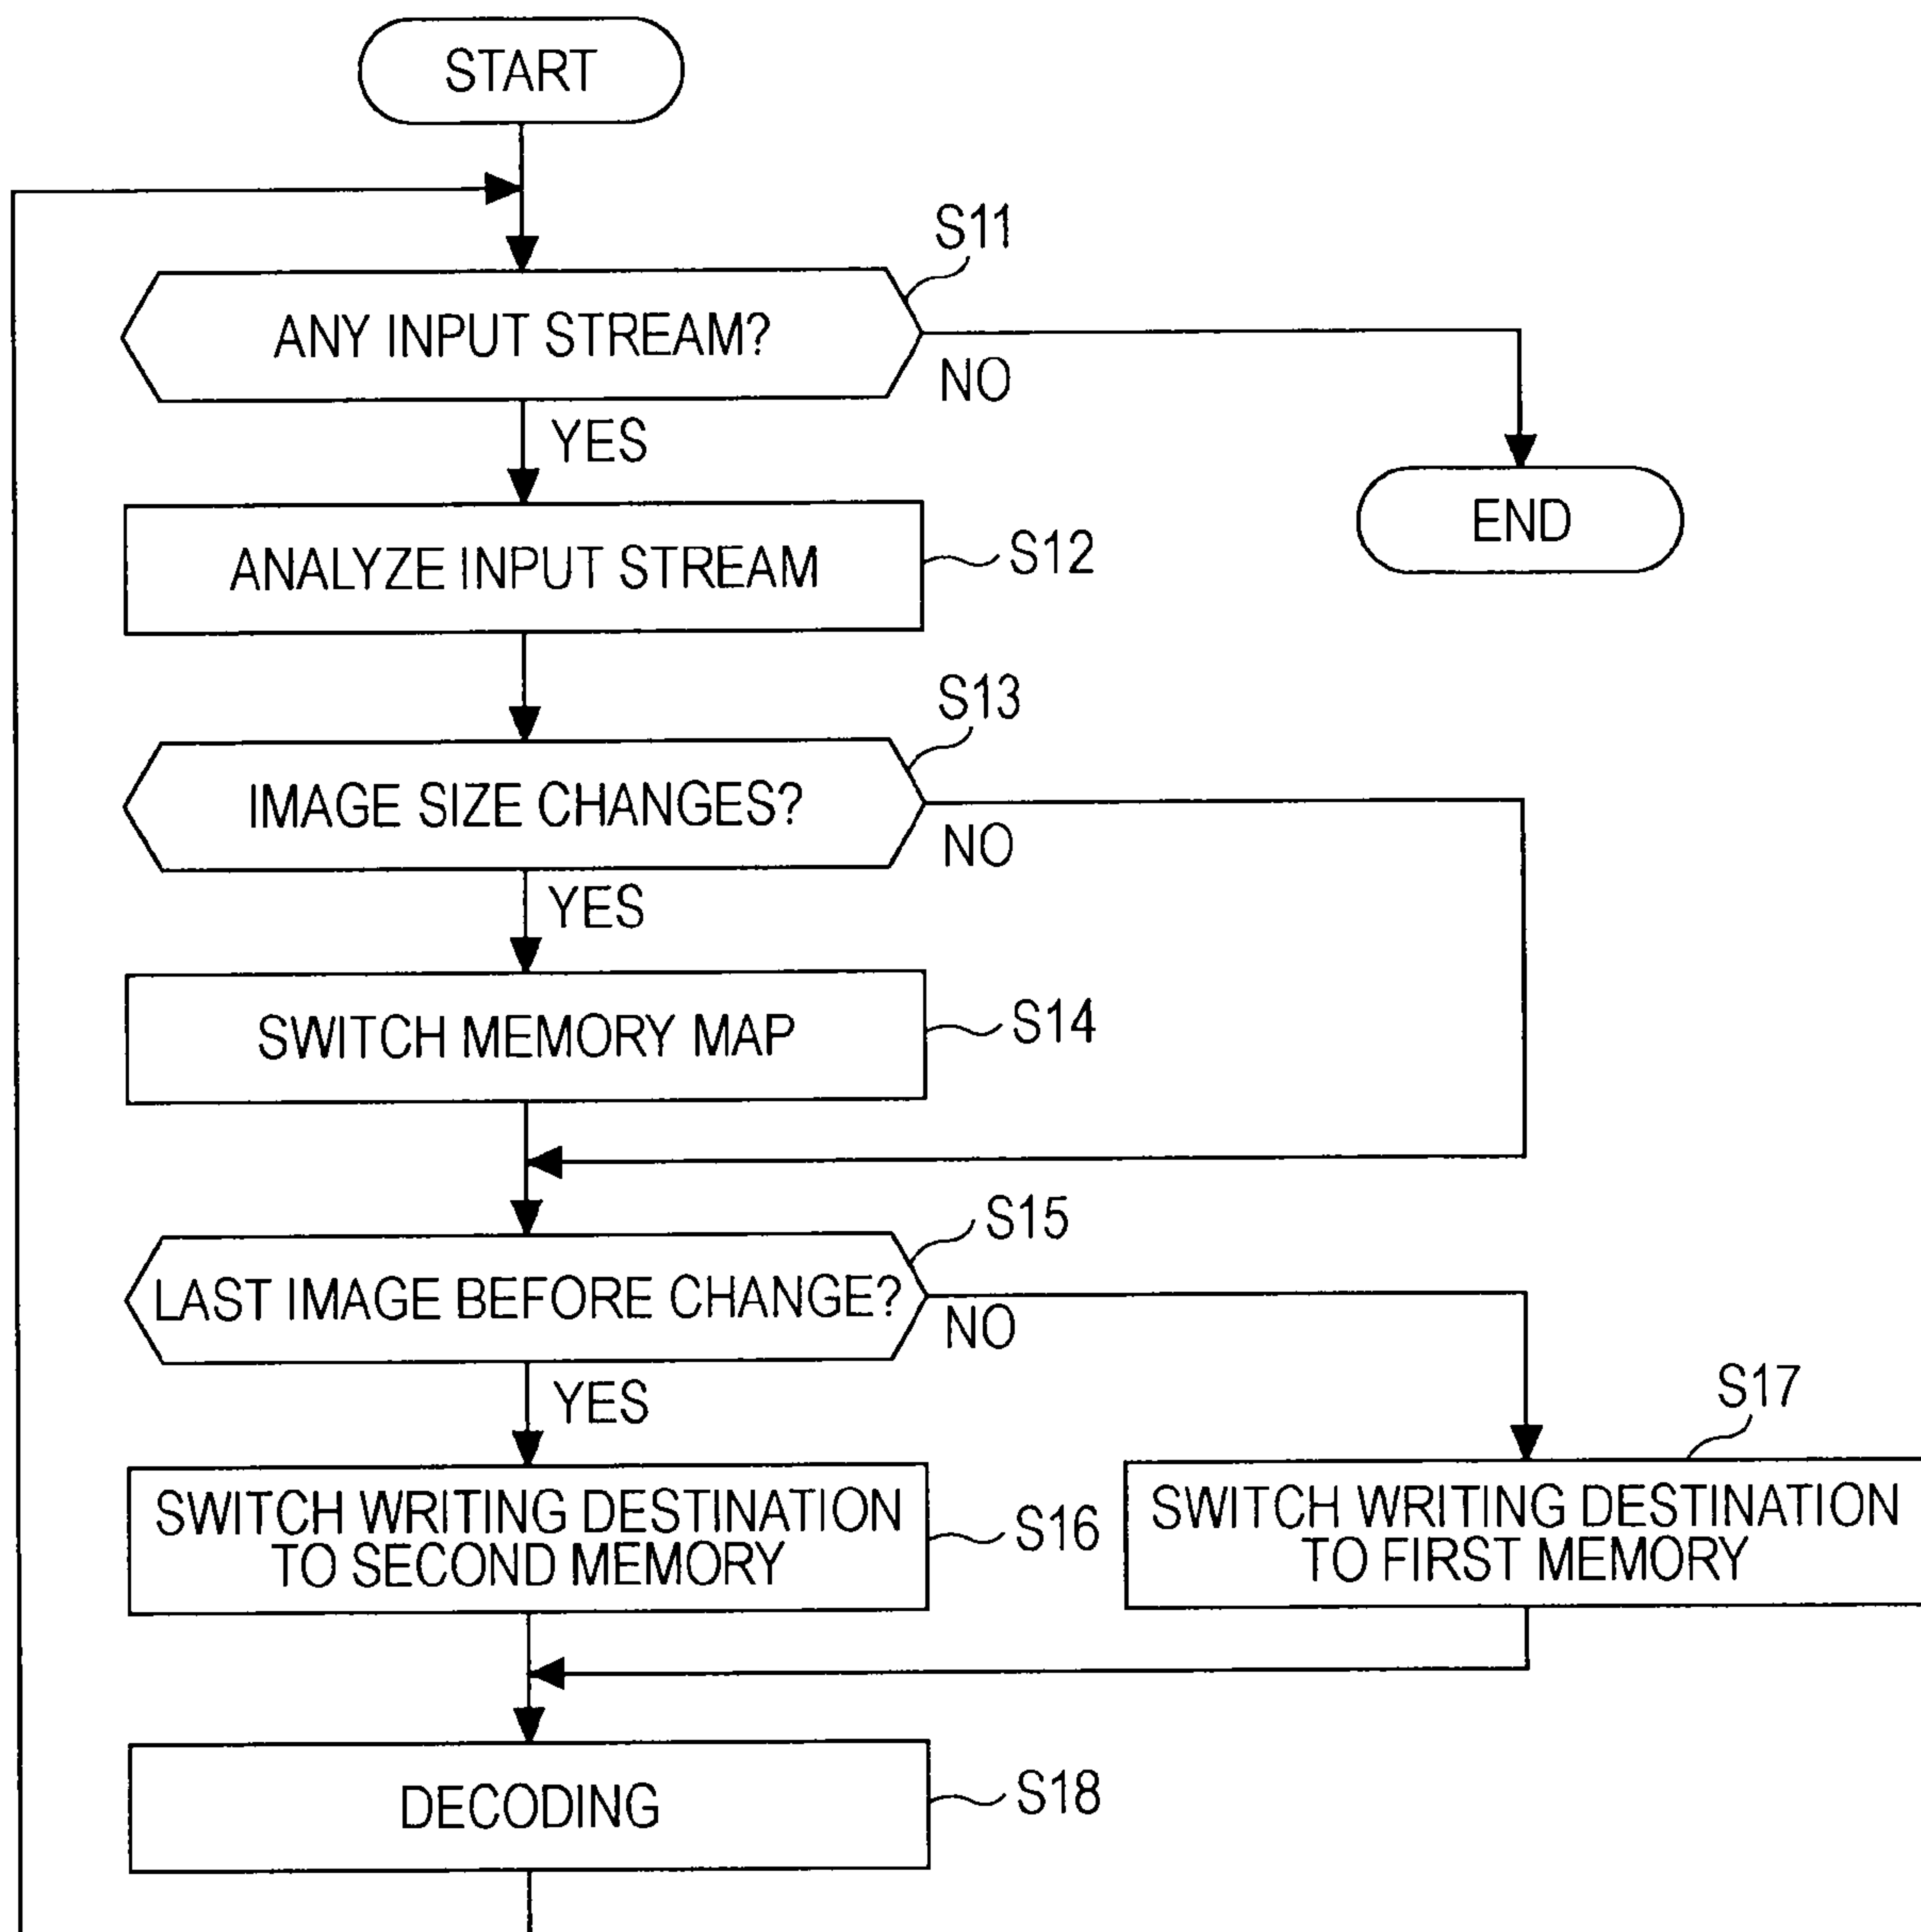 START
S11
ANY INPUT STREAM?
NO
YES
END
ANALYZE INPUT STREAM
S12
S13
IMAGE SIZE CHANGES?
NO
YES
SWITCH MEMORY MAP
S14
S15
LAST IMAGE BEFORE CHANGE?
NO
YES
S17
SWITCH WRITING DESTINATION
TO SECOND MEMORY
S16
SWITCH WRITING DESTINATION
TO FIRST MEMORY
DECODING
S18